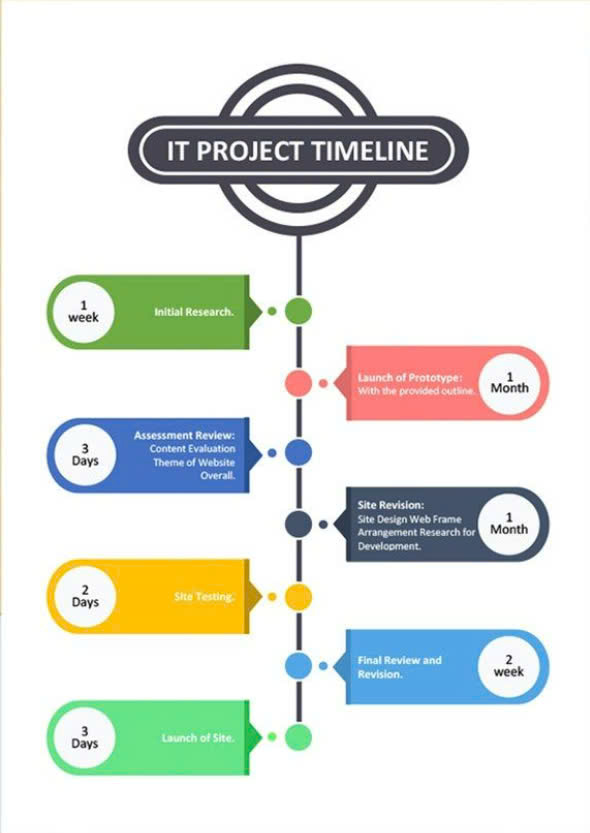 IT PROJECT TIMELINE
1
week
Initial Research.
Launch of Prototype:
With the provided outline.
1
Month
3
Days
Assessment Review:
Content Evaluation
Theme of Website
Overall.
Site Revision:
Site Design Web Frame
Arrangement Research for
Development.
1
Month
2
Days
Site Testing.
Final Review and
Revision.
2
week
3
Days
Launch of Site.